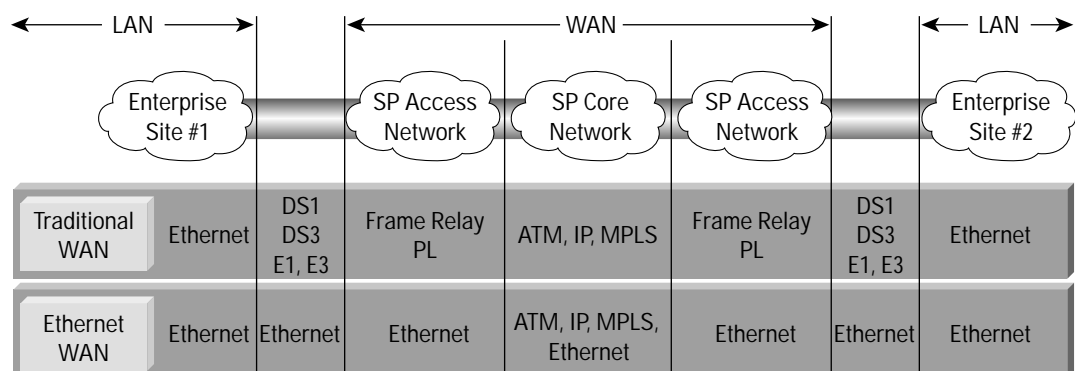 LAN
WAN
LAN
Enterprise
Site #1
SP Access
Network
SP Core
Network
SP Access
Network
Enterprise
Site #2
Traditional
WAN
Ethernet
DS1
DS3
E1, E3
Frame Relay
PL
ATM, IP, MPLS
Frame Relay
PL
DS1
DS3
E1, E3
Ethernet
Ethernet
WAN
Ethernet
Ethernet
Ethernet
ATM, IP, MPLS,
Ethernet
Ethernet
Ethernet
Ethernet